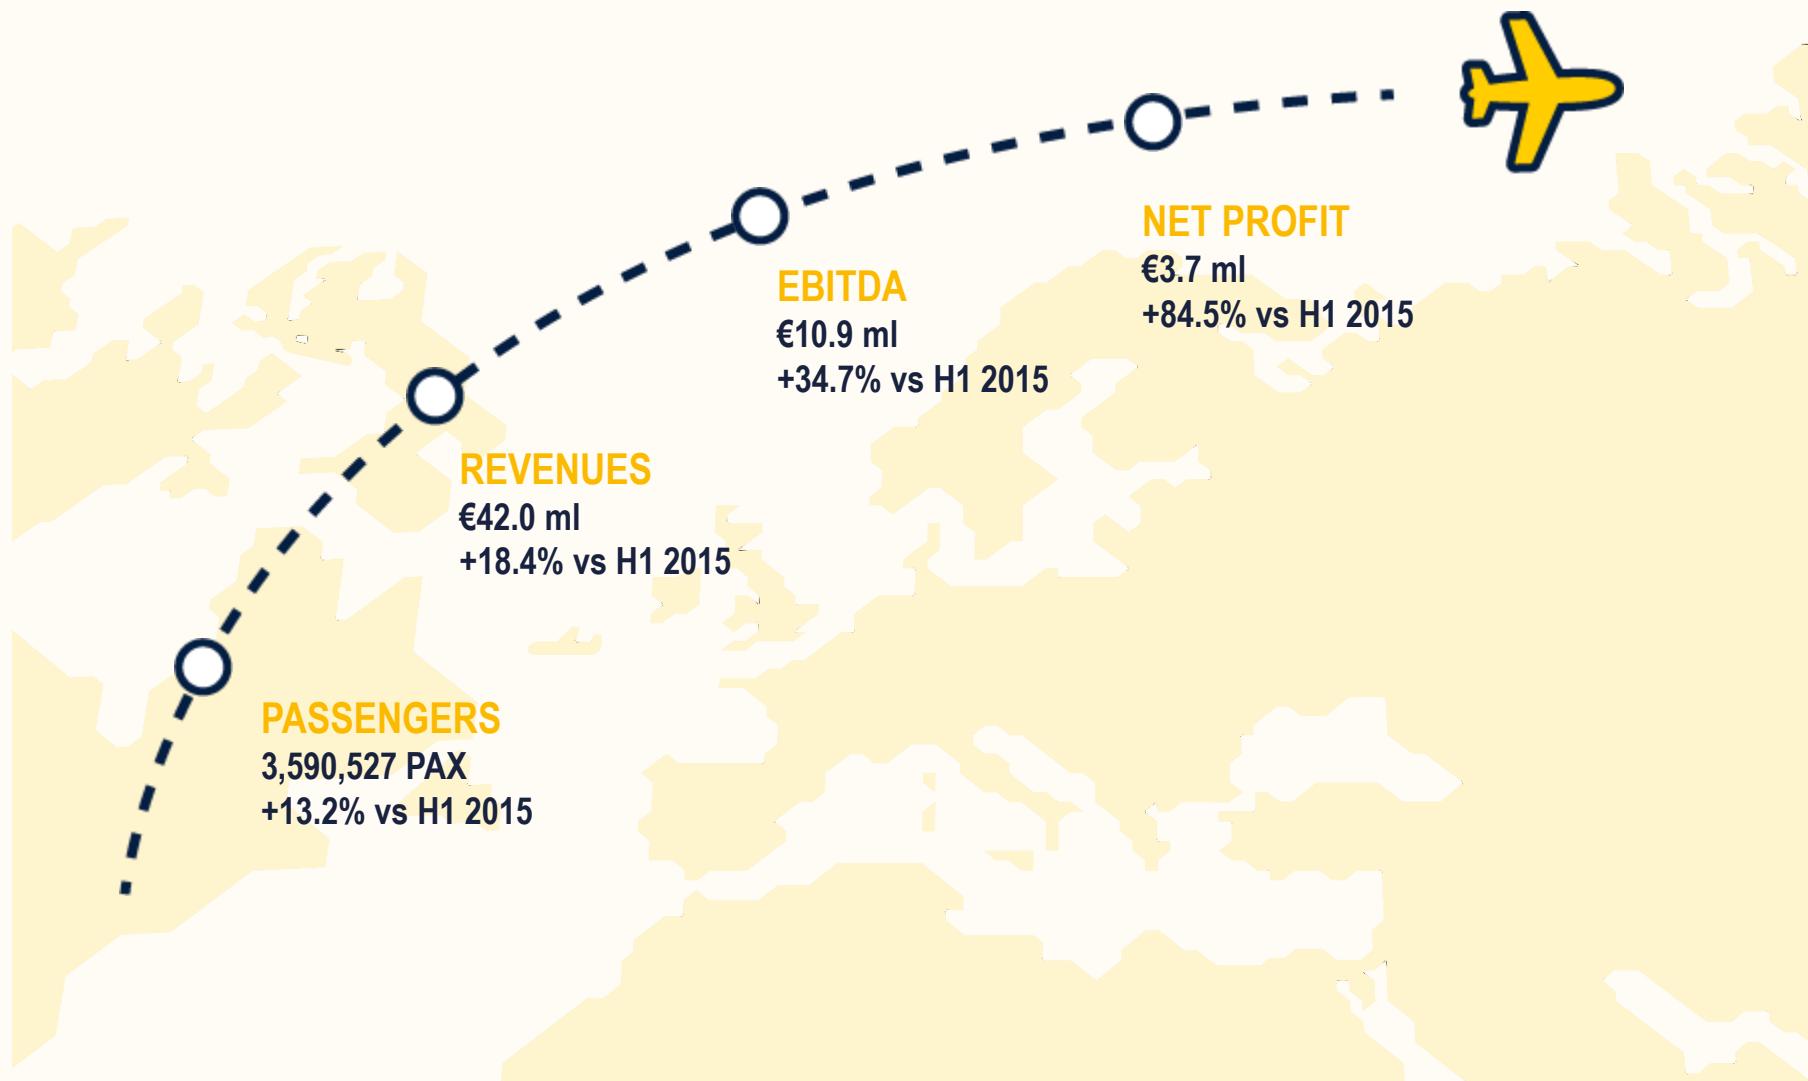 NET PROFIT
€3.7 ml
+84.5% vs H1 2015
EBITDA
€10.9 ml
+34.7% vs H1 2015
REVENUES
€42.0 ml
+18.4% vs H1 2015
PASSENGERS
3,590,527 PAX
+13.2% vs H1 2015